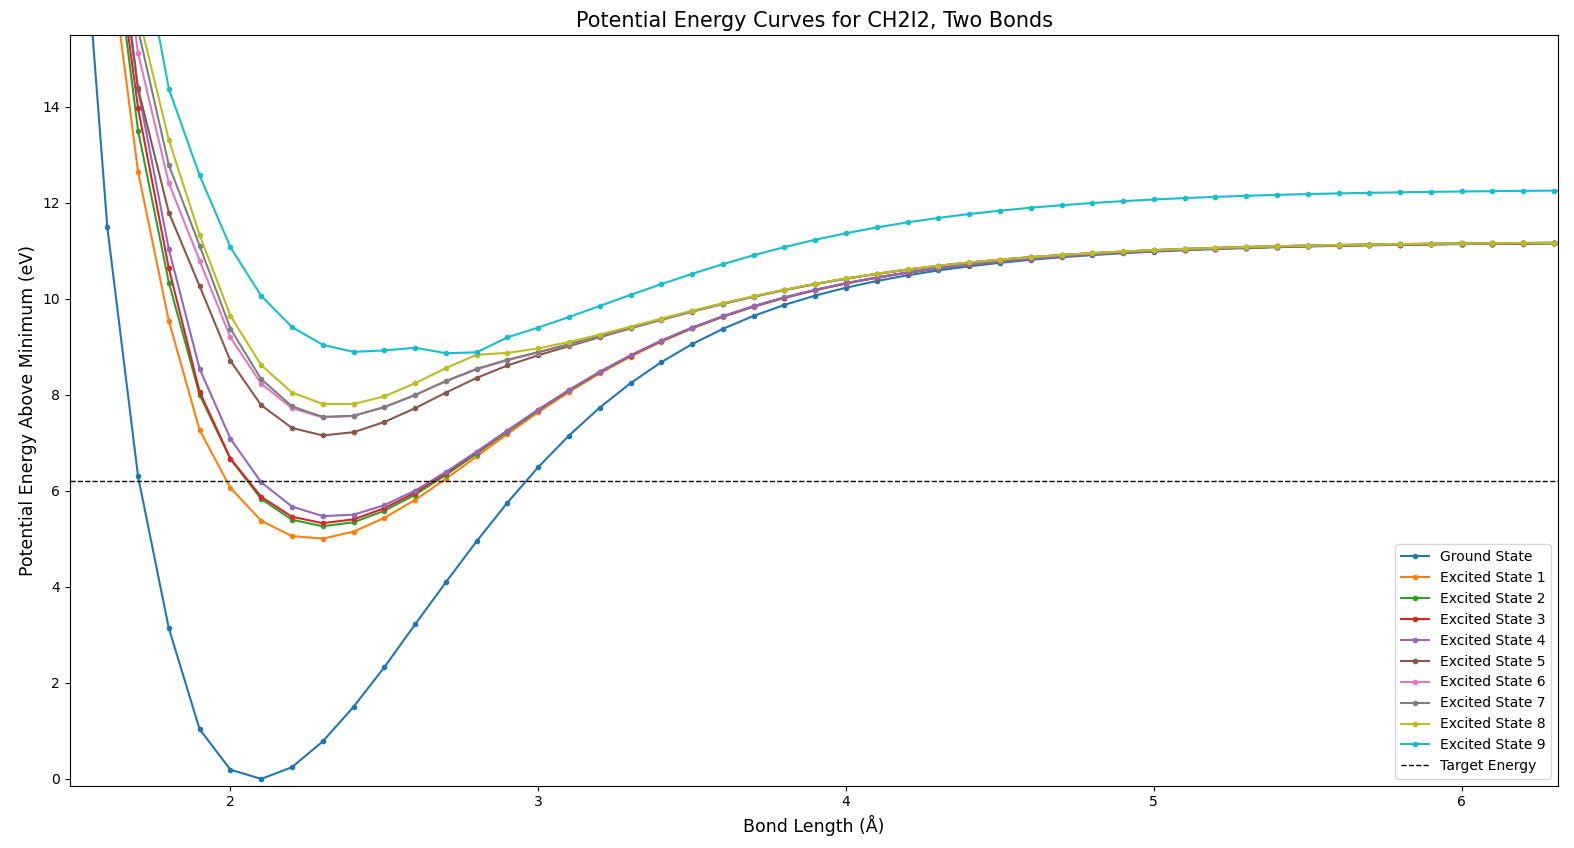 Potential Energy Curves for CH2I2, Two Bonds
Potential Energy Above Minimum (eV)
14
12
10
8
6
4
2
0
2
3
4
5
6
Bond Length (Å)
Ground State
Excited State 1
Excited State 2
Excited State 3
Excited State 4
Excited State 5
Excited State 6
Excited State 7
Excited State 8
Excited State 9
Target Energy